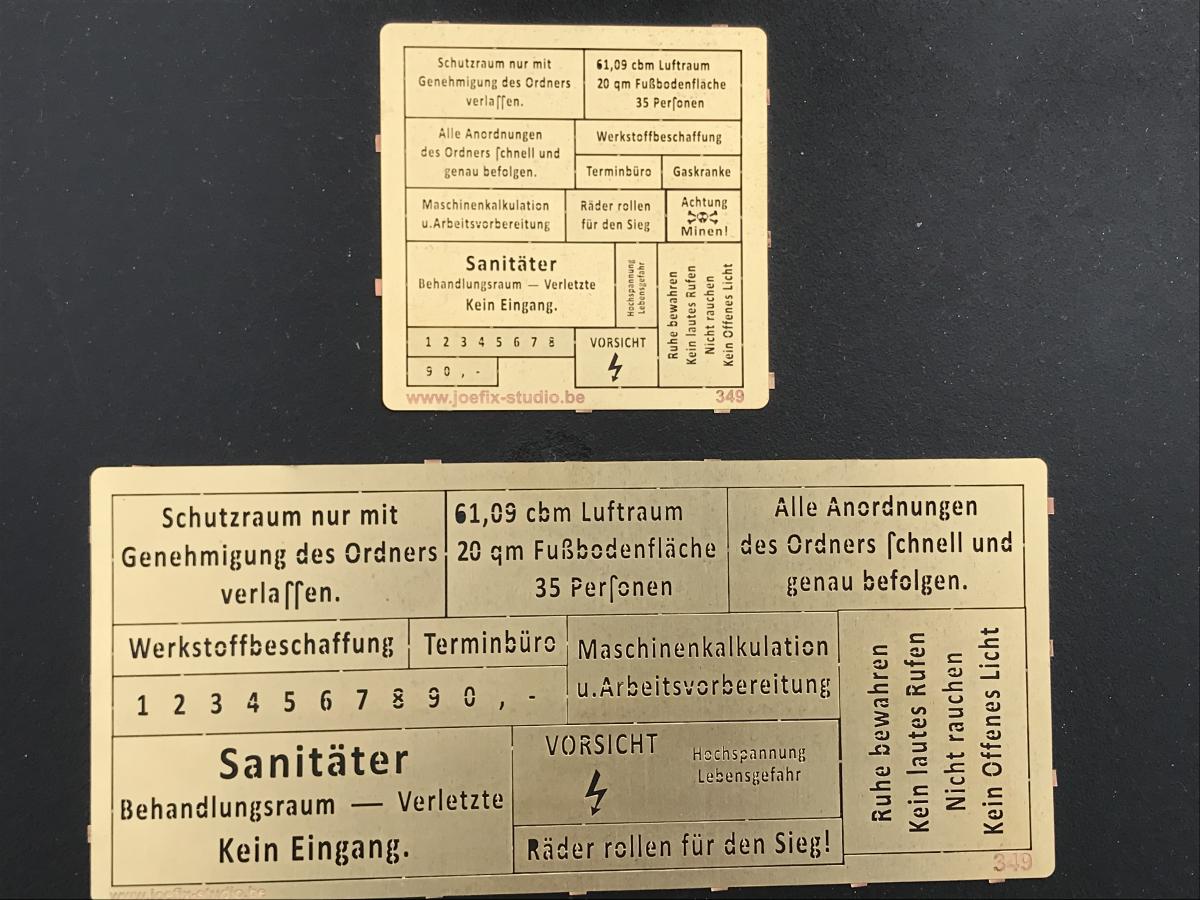 Schutzraum nur mit
Genehmigung des Ordners
verlaſſen.
61,09 cbm Luftraum
20 qm Fußbodenfläche
35 Perſonen
Alle Anordnungen
des Ordners ſchnell und
genau befolgen.
Werkstoffbeschaffung
Terminbüro
Gaskranke
Maschinenkalkulation
u.Arbeitsvorbereitung
Räder rollen
für den Sieg
Achtung
Minen!
Sanitäter
Behandlungsraum — Verletzte
Kein Eingang.
Hochspannung
Lebensgefahr
Ruhe bewahren
Kein lautes Rufen
Nicht rauchen
Kein Offenes Licht
1 2 3 4 5 6 7 8
9 0 , -
VORSICHT
www.joefix-studio.be
349
Schutzraum nur mit
Genehmigung des Ordners
verlaſſen.
61,09 cbm Luftraum
20 qm Fußbodenfläche
35 Perſonen
Alle Anordnungen
des Ordners ſchnell und
genau befolgen.
Werkstoffbeschaffung
Terminbüro
Maschinenkalkulation
u.Arbeitsvorbereitung
1 2 3 4 5 6 7 8 9 0 , -
Ruhe bewahren
Kein lautes Rufen
Nicht rauchen
Kein Offenes Licht
Sanitäter
Behandlungsraum — Verletzte
Kein Eingang.
VORSICHT
Hochspannung
Lebensgefahr
Räder rollen für den Sieg!
349
www.joefix-studio.be